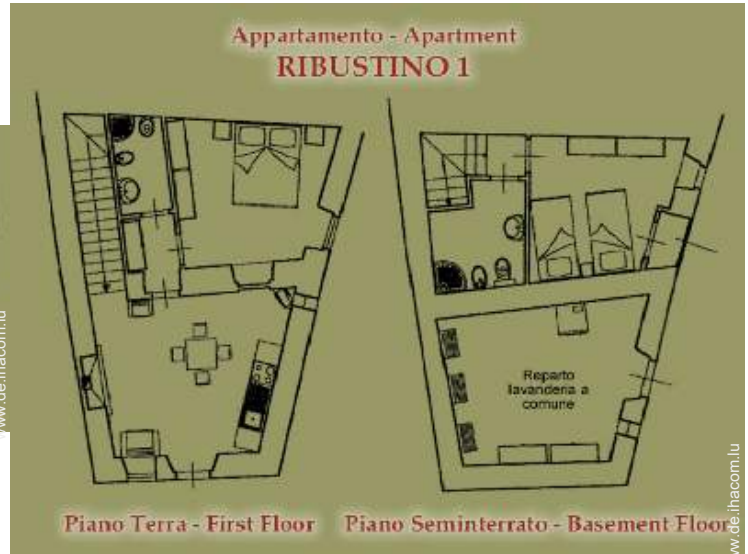 Appartamento - Apartment
RIBUSTINO 1
Reparto
lavanderia a
comune
Piano Terra - First Floor
Piano Seminterrato - Basement Floor
www.de.ihacom.lu
www.de.ihacom.lu